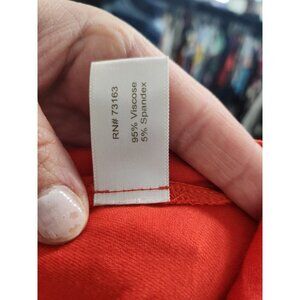 RN# 73163
95% Viscose
5% Spandex